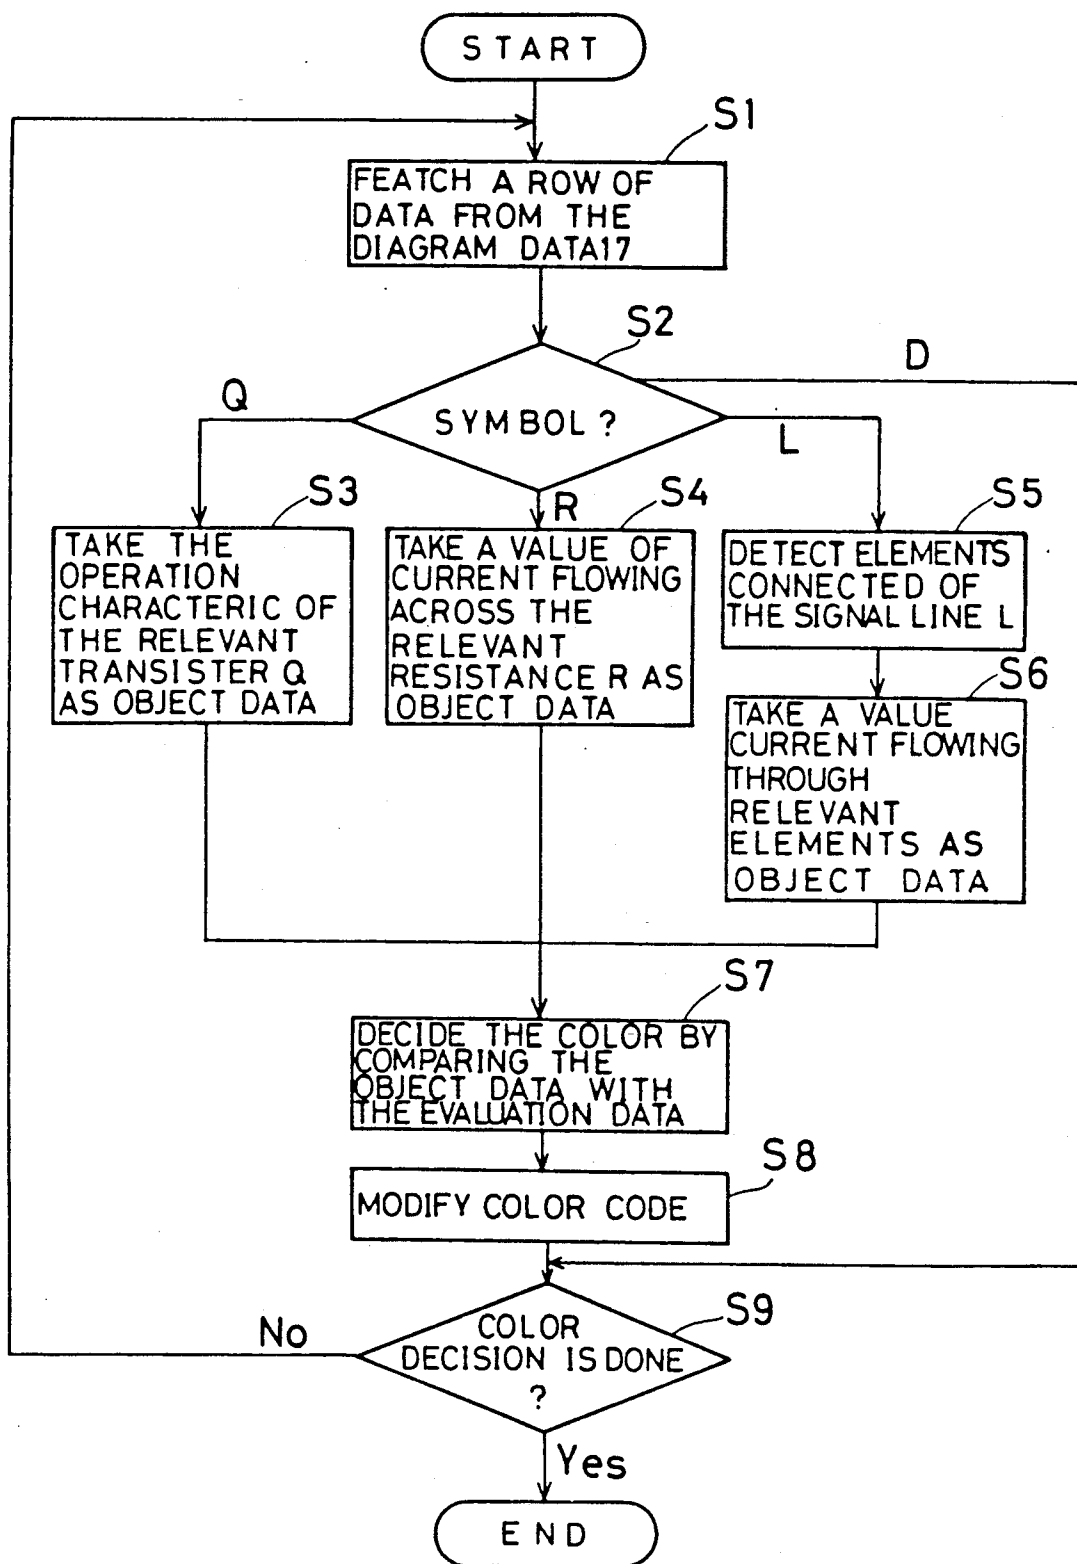 START
S1
FEATCH A ROW OF
DATA FROM THE
DIAGRAM DATA17
S2
D
Q
SYMBOL?
L
S3
R
S4
S5
TAKE THE
OPERATION
CHARACTERIC OF
THE RELEVANT
TRANSISTER Q
AS OBJECT DATA
TAKE A VALUE OF
CURRENT FLOWING
ACROSS THE
RELEVANT
RESISTANCE R AS
OBJECT DATA
DETECT ELEMENTS
CONNECTED OF
THE SIGNAL LINE L
S6
TAKE A VALUE
CURRENT FLOWING
THROUGH
RELEVANT
ELEMENTS AS
OBJECT DATA
S7
DECIDE THE COLOR BY
COMPARING THE
OBJECT DATA WITH
THE EVALUATION DATA
S8
MODIFY COLOR CODE
S9
No
COLOR
DECISION IS DONE
?
Yes
END